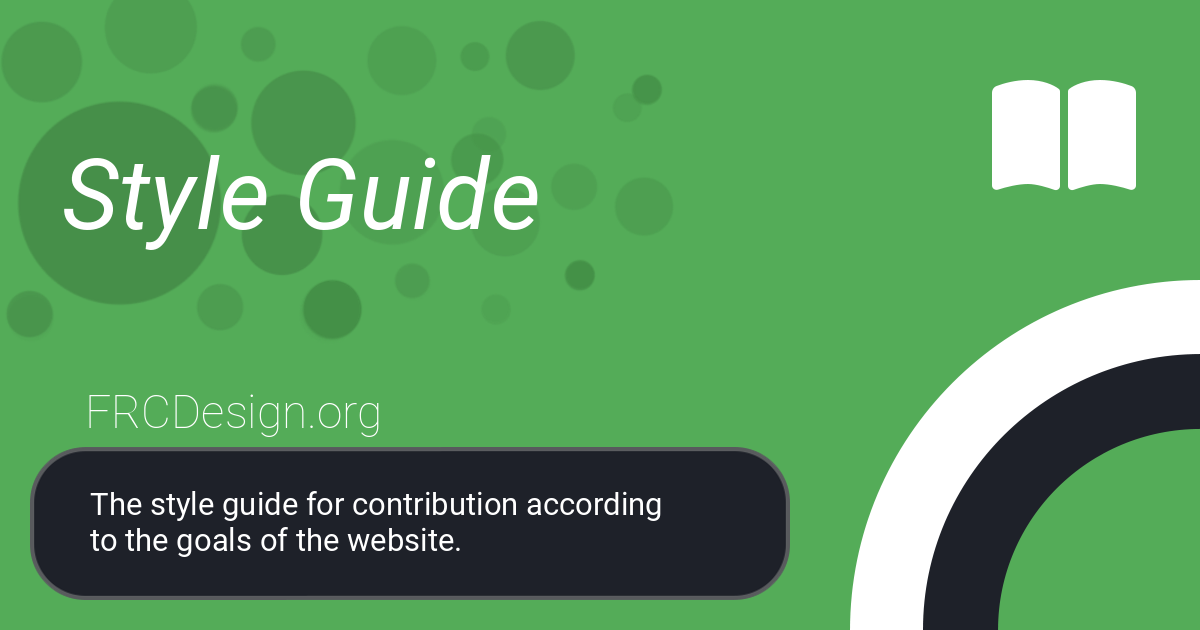 Style Guide
FRCDesign.org
The style guide for contribution according
to the goals of the website.